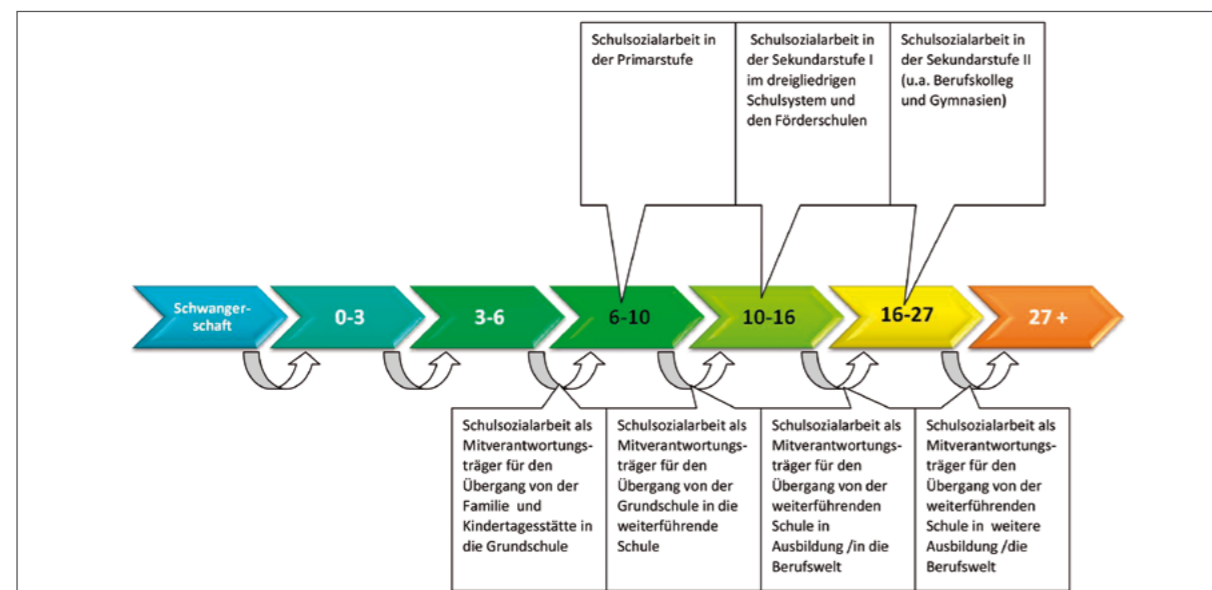 Schulsozialarbeit in
der Primarstufe
Schulsozialarbeit in
der Sekundarstufe I
im dreigliedrigen
Schulsystem und
den Förderschulen
Schulsozialarbeit in
der Sekundarstufe II
(u.a. Berufskolleg
und Gymnasien)
Schwanger-
schaft
0-3
3-6
6-10
10-16
16-27
27 +
Schulsozialarbeit als
Mitverantwortungs-
träger für den
Übergang von der
Familie und
Kindertagesstätte in
die Grundschule
Schulsozialarbeit als
Mitverantwortungs-
träger für den
Übergang von der
Grundschule in die
weiterführende
Schule
Schulsozialarbeit als
Mitverantwortungs-
träger für den
Übergang von der
weiterführenden
Schule in
Ausbildung /in die
Berufswelt
Schulsozialarbeit als
Mitverantwortungs-
träger für den
Übergang von der
weiterführenden
Schule in weitere
Ausbildung /die
Berufswelt